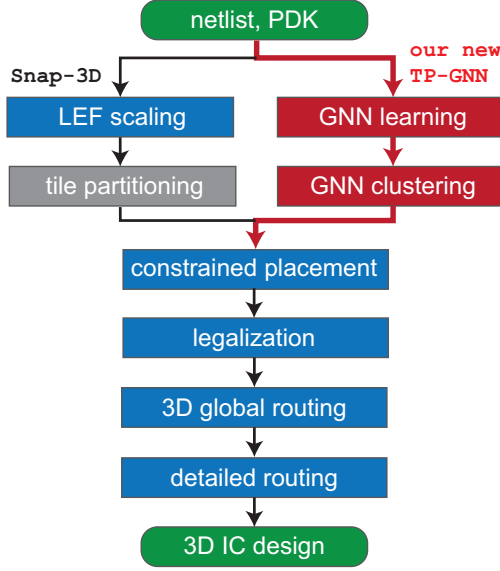 netlist, PDK
Snap-3D
our new
TP-GNN
LEF scaling
GNN learning
tile partitioning
GNN clustering
constrained placement
legalization
3D global routing
detailed routing
3D IC design